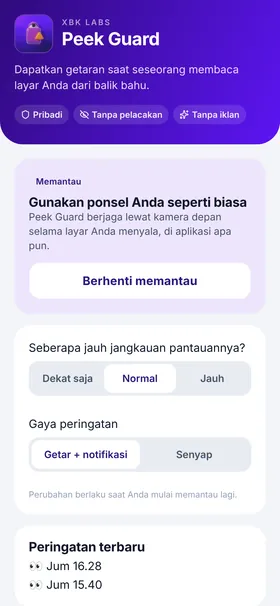 XBK LABS
Peek Guard
Dapatkan getaran saat seseorang membaca
layar Anda dari balik bahu.
Pribadi
Tanpa pelacakan
Tanpa iklan
Memantau
Gunakan ponsel Anda seperti biasa
Peek Guard berjaga lewat kamera depan
selama layar Anda menyala, di aplikasi apa
pun.
Berhenti memantau
Seberapa jauh jangkauan pantauannya?
Dekat saja
Normal
Jauh
Gaya peringatan
Getar + notifikasi
Senyap
Perubahan berlaku saat Anda mulai memantau lagi.
Peringatan terbaru
👀 Jum 16.28
👀 Jum 15.40